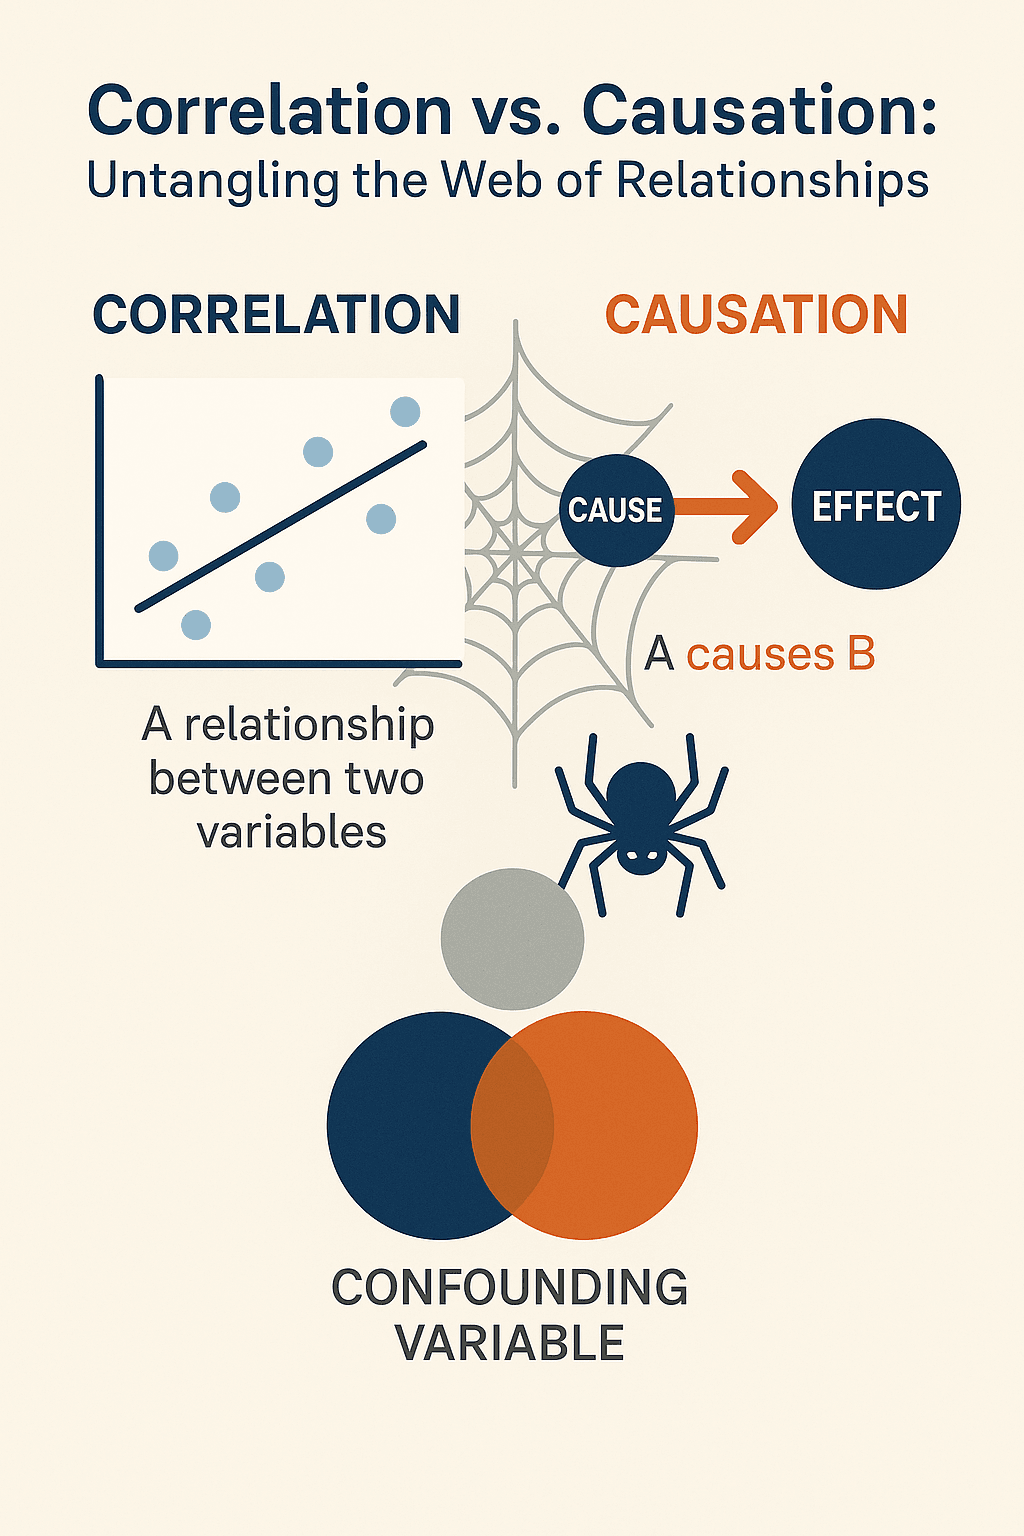 Correlation vs. Causation:
Untangling the Web of Relationships
CORRELATION
A relationship
between two
variables
CAUSATION
CAUSE
EFFECT
A causes B
CONFOUNDING
VARIABLE